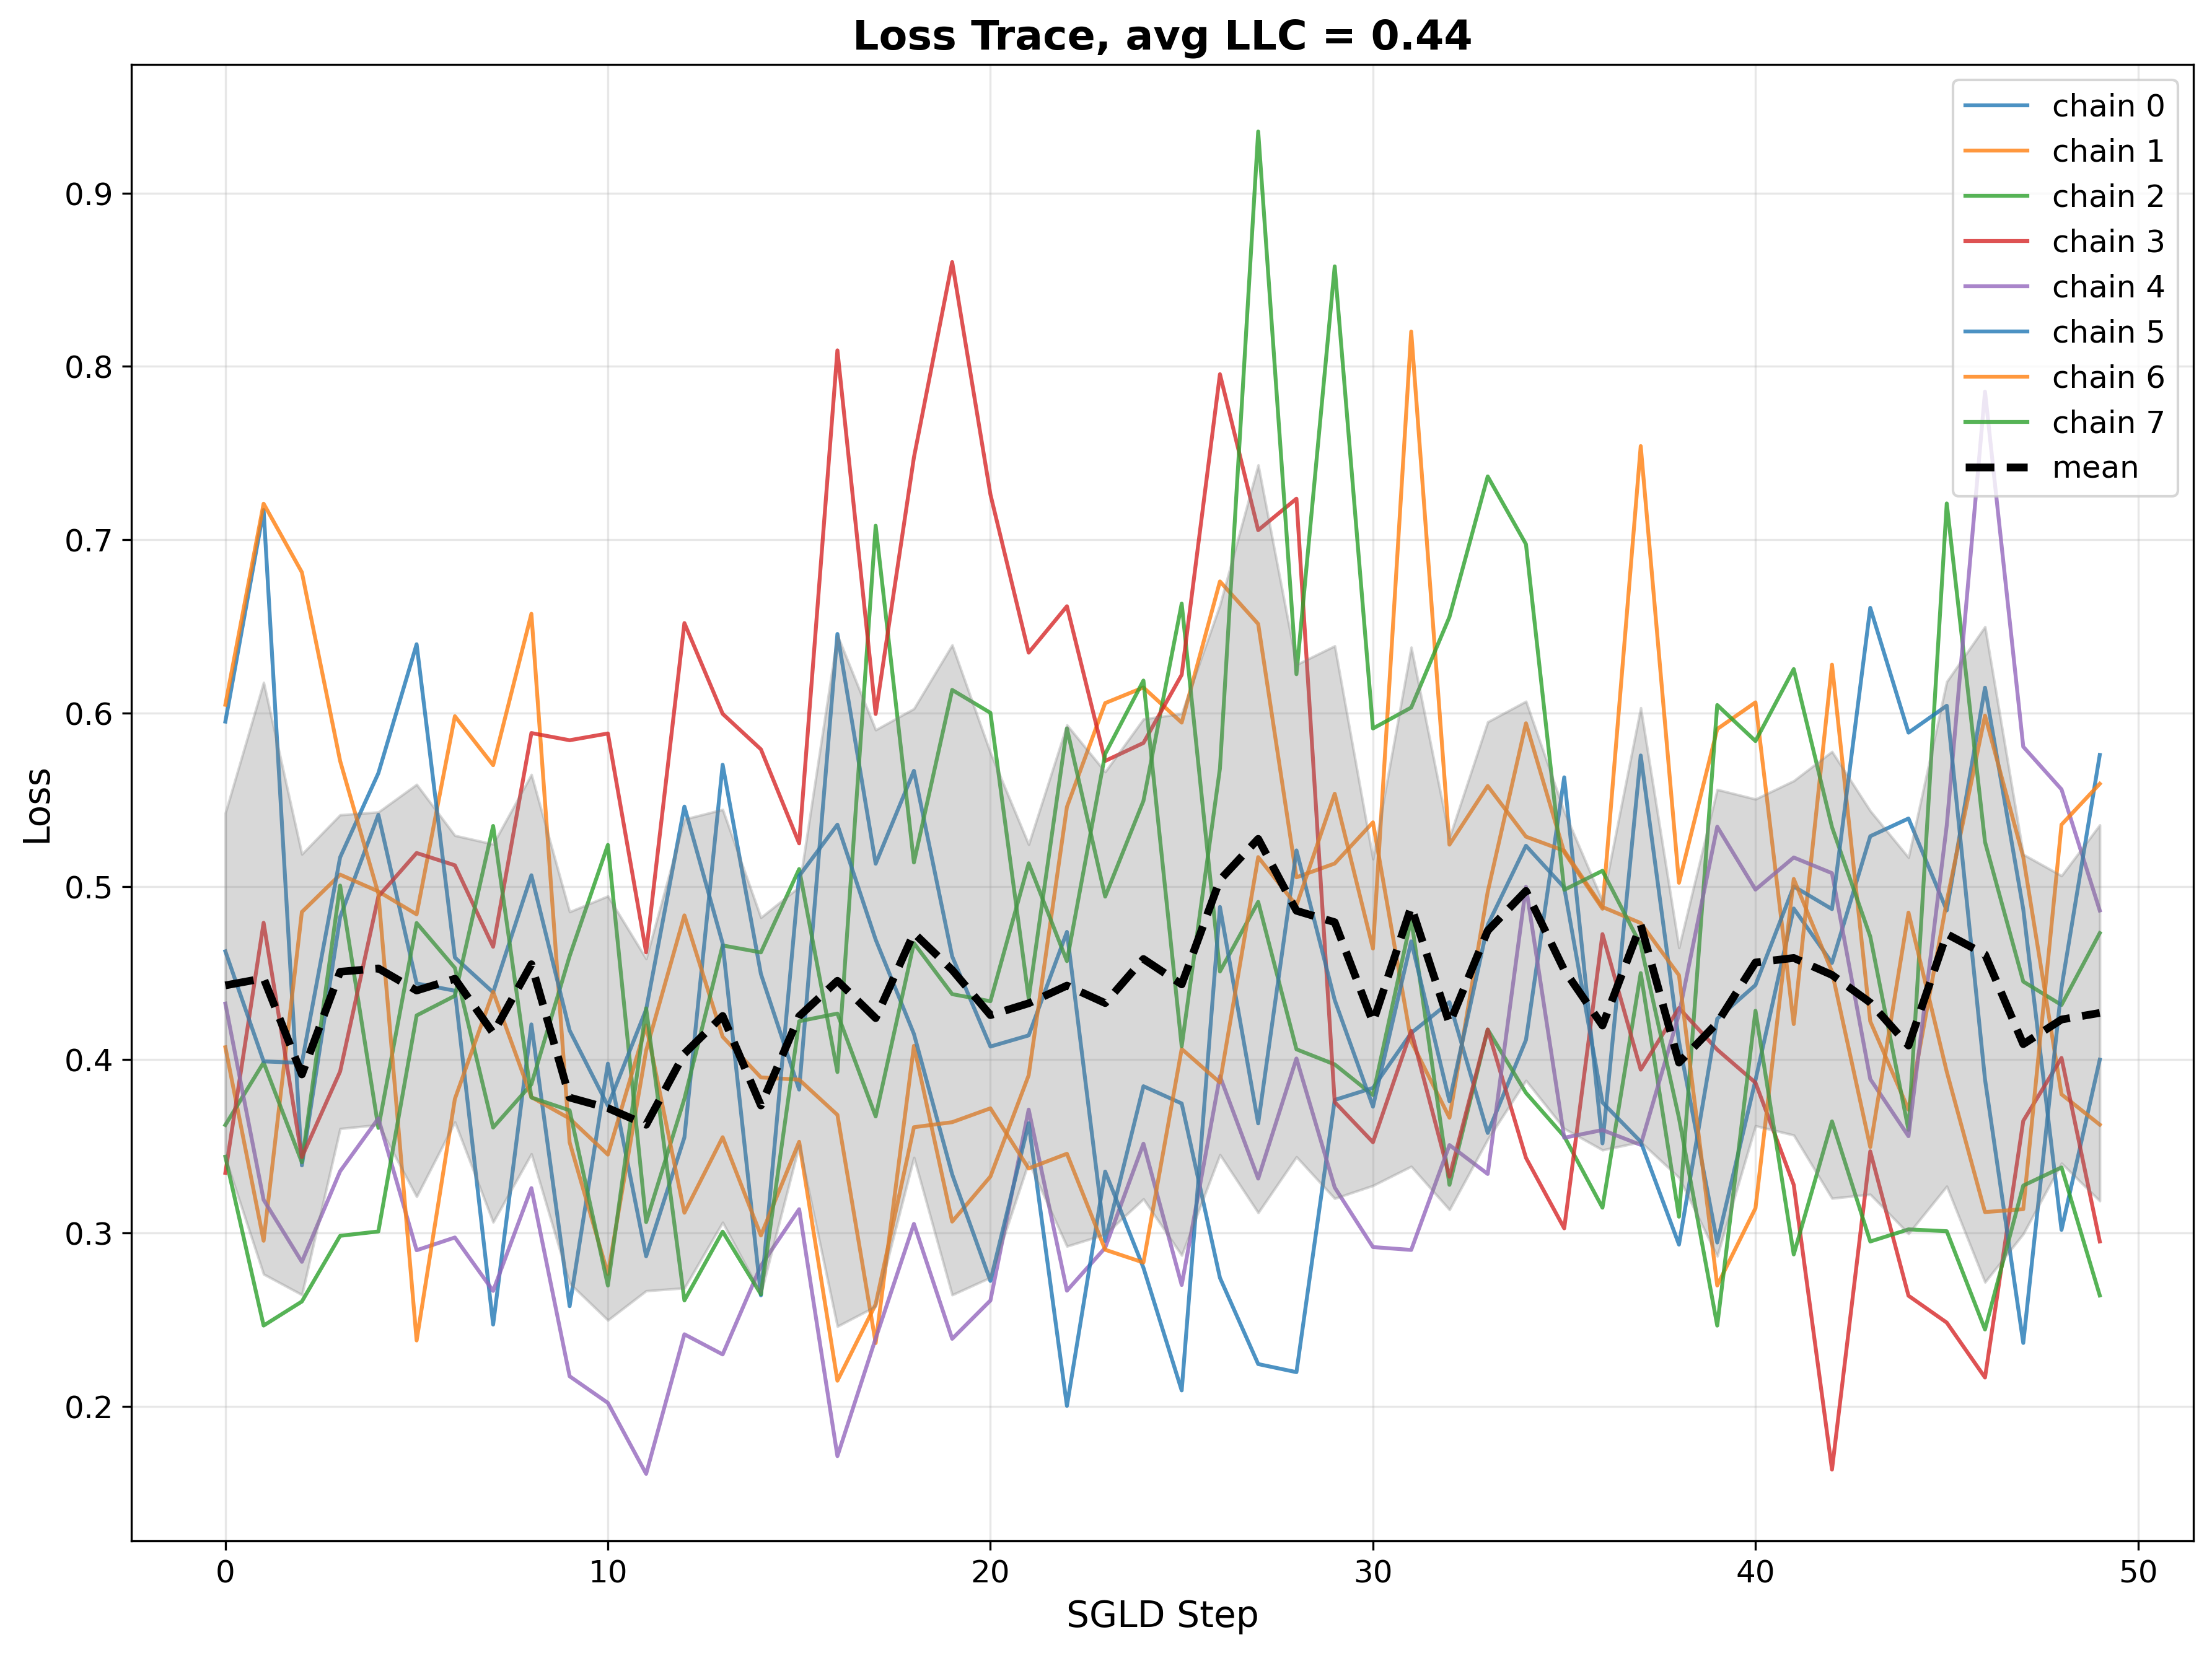 Loss Trace, avg LLC = 0.44
chain 0
chain 1
chain 2
chain 3
chain 4
chain 5
chain 6
chain 7
mean
Loss
0.9
0.8
0.7
0.6
0.5
0.4
0.3
0.2
0 10 20 30 40 50
SGLD Step